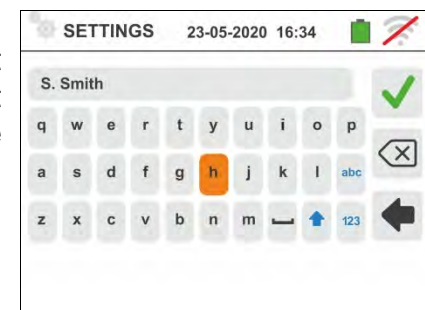 SETTINGS 23-05-2020 16:34
S. Smith
q w e r t y u i o p
a s d f g h j k l abc
z x c v b n m 123